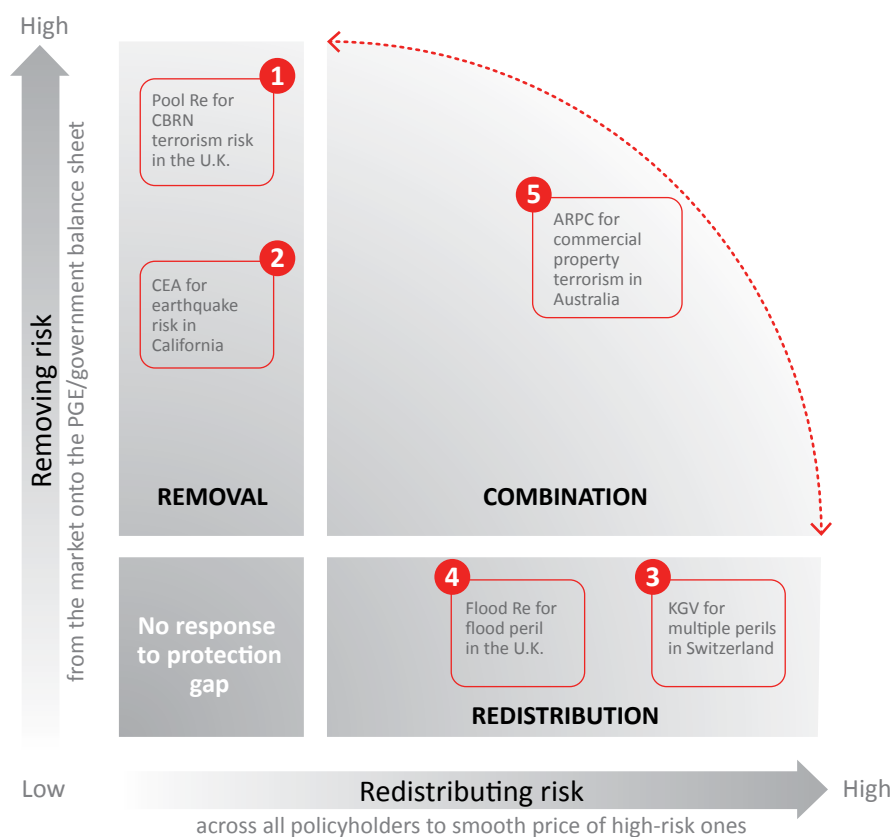 High
Removing risk
from the market onto the PGE/government balance sheet
1
Pool Re for
CBRN
terrorism risk
in the U.K.
2
CEA for
earthquake
risk in
California
REMOVAL
5
ARPC for
commercial
property
terrorism in
Australia
COMBINATION
No response
to protection
gap
4
Flood Re for
flood peril
in the U.K.
3
KGV for
multiple perils
in Switzerland
REDISTRIBUTION
Low
Redistributing risk
High
across all policyholders to smooth price of high-risk ones